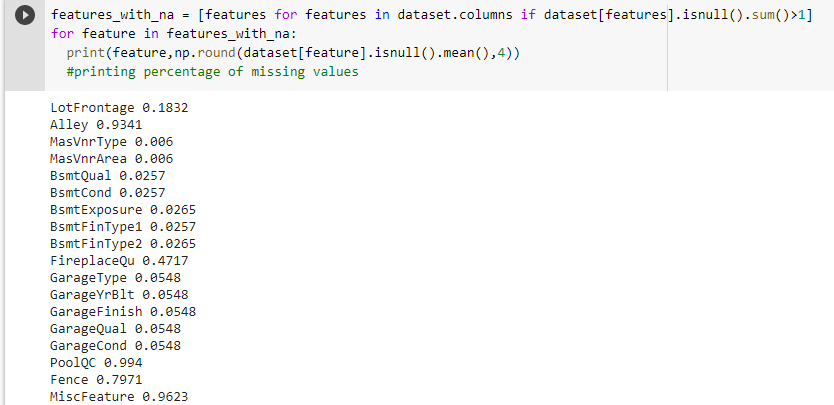 features_with_na = [features for features in dataset.columns if dataset[features].isnull().sum()>1]
for feature in features_with_na:
  print(feature,np.round(dataset[feature].isnull().mean(),4))
  #printing percentage of missing values
LotFrontage 0.1832
Alley 0.9341
MasVnrType 0.006
MasVnrArea 0.006
BsmtQual 0.0257
BsmtCond 0.0257
BsmtExposure 0.0265
BsmtFinType1 0.0257
BsmtFinType2 0.0265
FireplaceQu 0.4717
GarageType 0.0548
GarageYrBlt 0.0548
GarageFinish 0.0548
GarageQual 0.0548
GarageCond 0.0548
PoolQC 0.994
Fence 0.7971
MiscFeature 0.9623